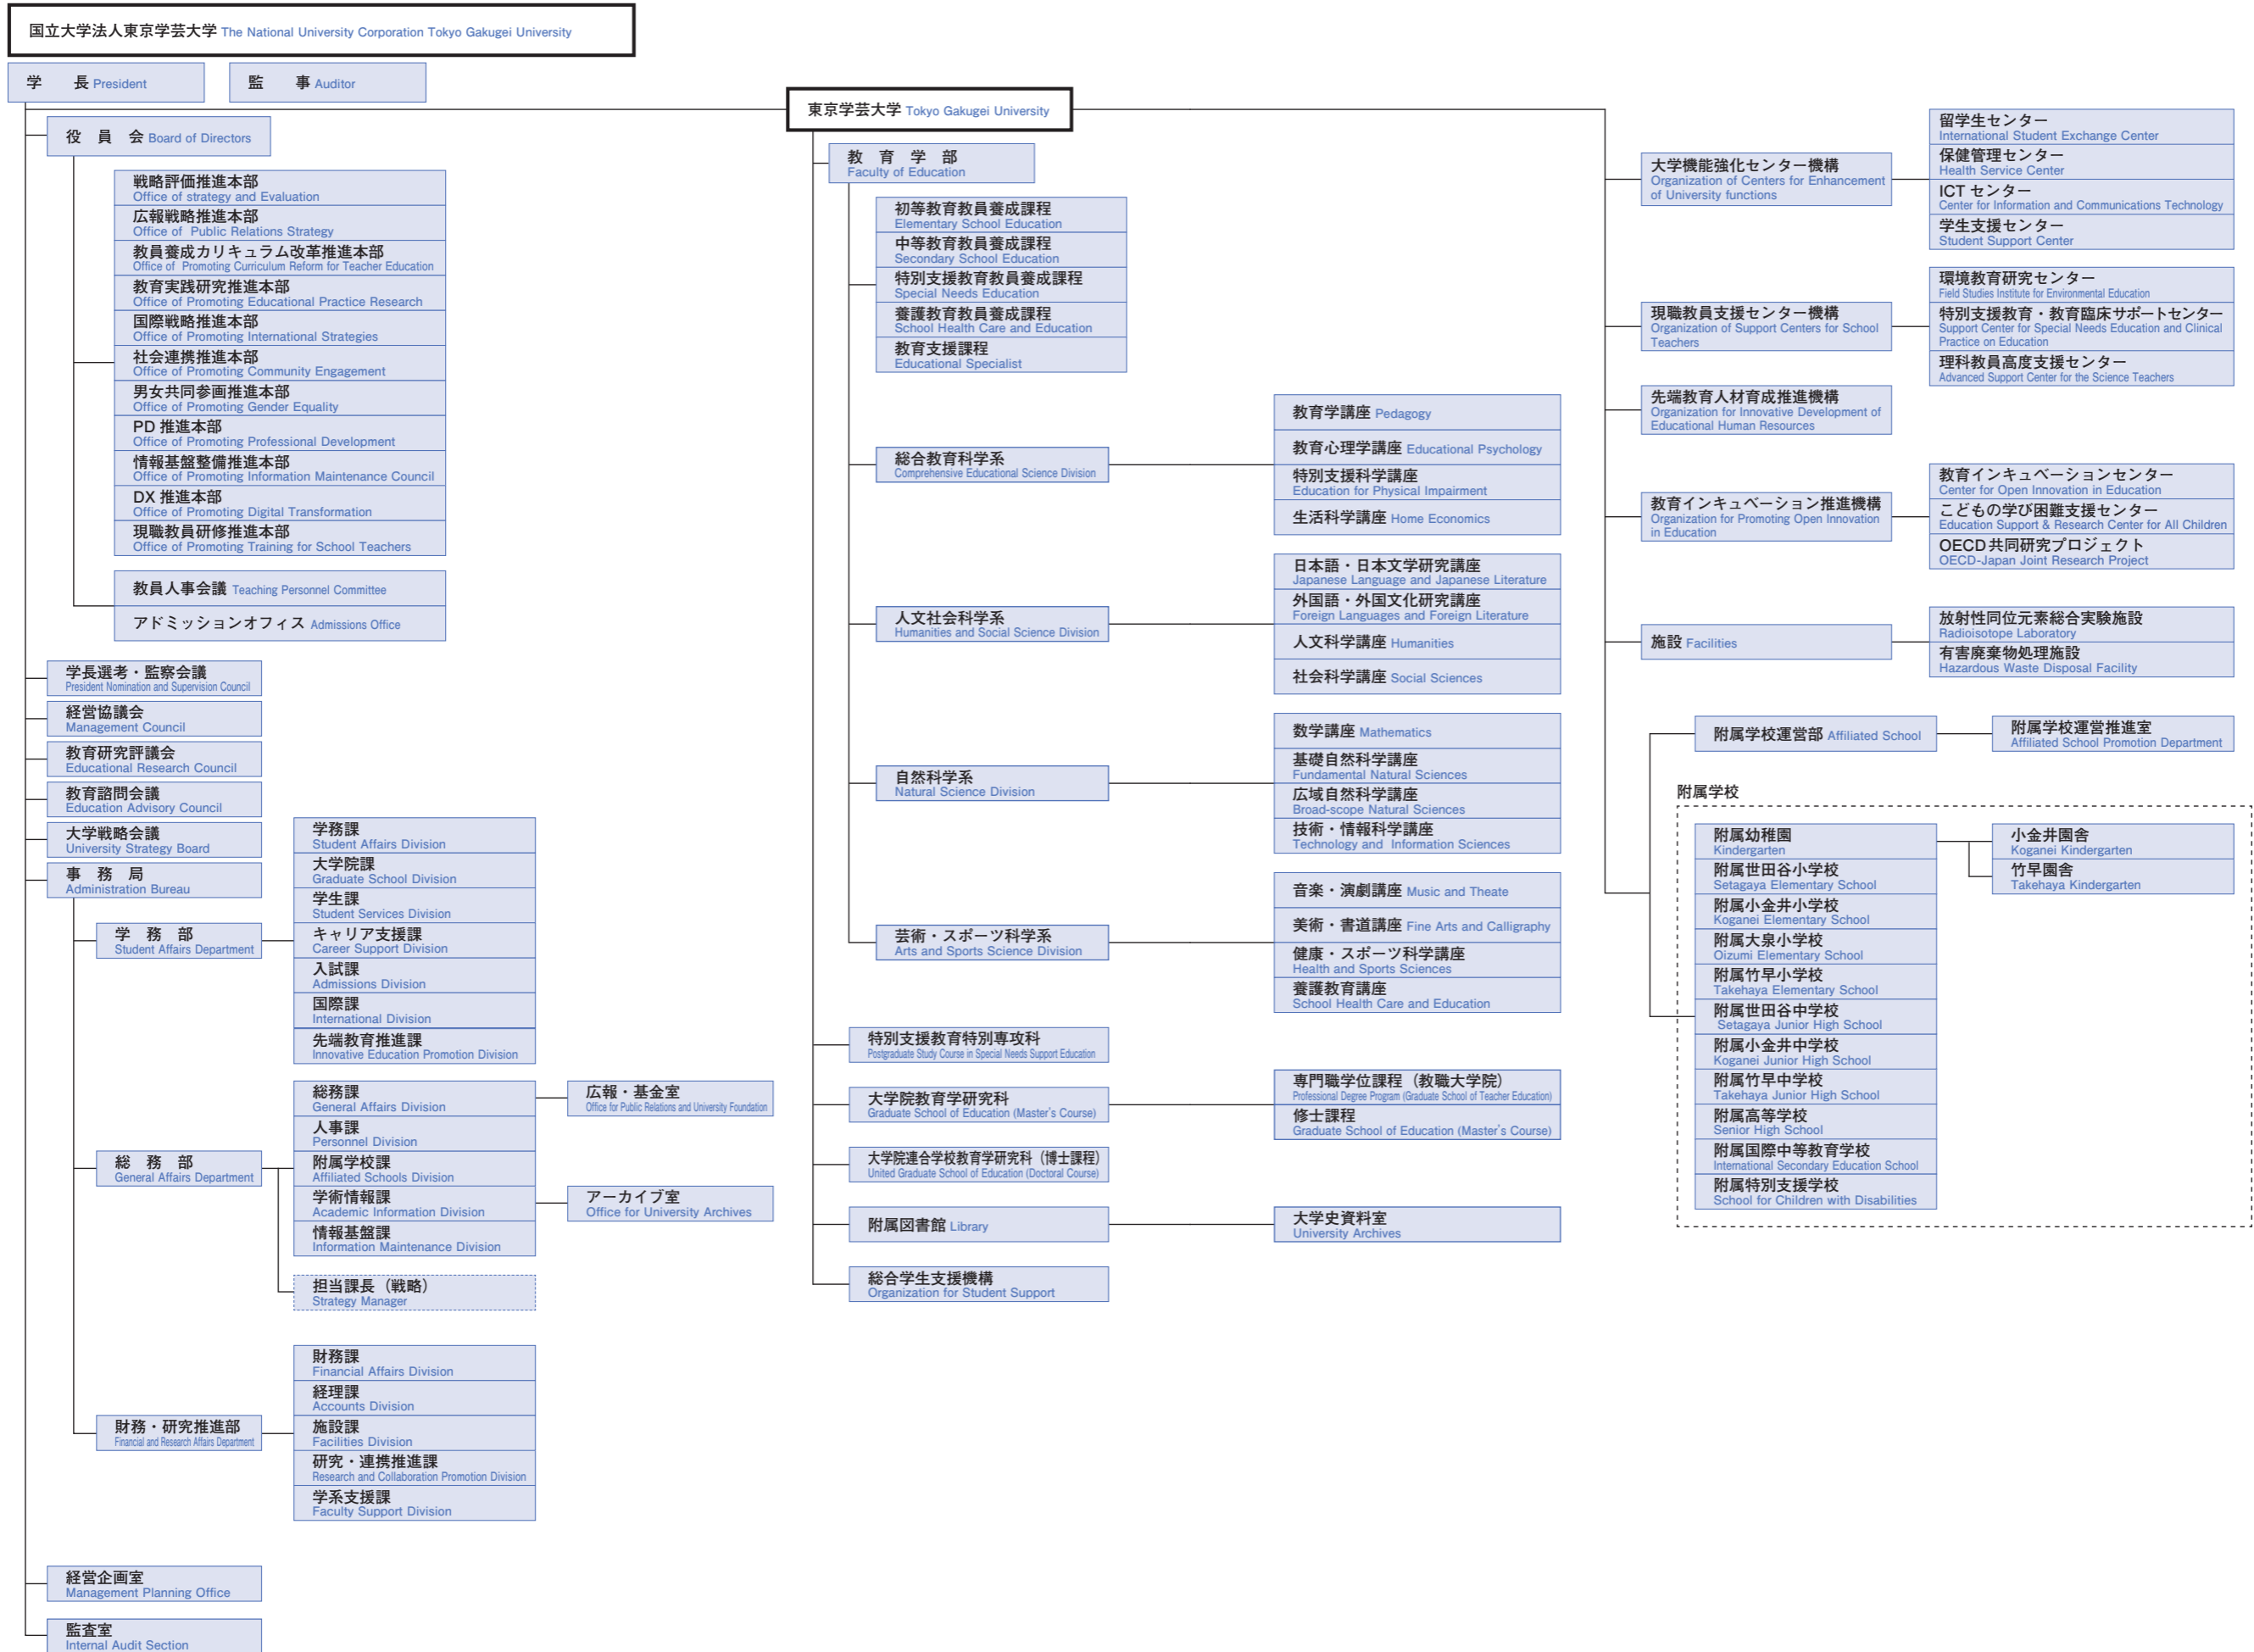 国立大学法人東京学芸大学 The National University Corporation Tokyo Gakugei University
学　　長 President
監　　事 Auditor
役　員　会 Board of Directors
戦略評価推進本部
Office of strategy and Evaluation
広報戦略推進本部
Office of Public Relations Strategy
教員養成カリキュラム改革推進本部
Office of Promoting Curriculum Reform for Teacher Education
教育実践研究推進本部
Office of Promoting Educational Practice Research
国際戦略推進本部
Office of Promoting International Strategies
社会連携推進本部
Office of Promoting Community Engagement
男女共同参画推進本部
Office of Promoting Gender Equality
PD 推進本部
Office of Promoting Professional Development
情報基盤整備推進本部
Office of Promoting Information Maintenance Council
DX 推進本部
Office of Promoting Digital Transformation
現職教員研修推進本部
Office of Promoting Training for School Teachers
教員人事会議 Teaching Personnel Committee
アドミッションオフィス Admissions Office
学長選考・監察会議
President Nomination and Supervision Council
経営協議会
Management Council
教育研究評議会
Educational Research Council
教育諮問会議
Education Advisory Council
大学戦略会議
University Strategy Board
事　務　局
Administration Bureau
学　務　部
Student Affairs Department
学務課
Student Affairs Division
大学院課
Graduate School Division
学生課
Student Services Division
キャリア支援課
Career Support Division
入試課
Admissions Division
国際課
International Division
先端教育推進課
Innovative Education Promotion Division
総　務　部
General Affairs Department
総務課
General Affairs Division
広報・基金室
Office for Public Relations and University Foundation
人事課
Personnel Division
附属学校課
Affiliated Schools Division
学術情報課
Academic Information Division
アーカイブ室
Office for University Archives
情報基盤課
Information Maintenance Division
担当課長（戦略）
Strategy Manager
財務・研究推進部
Financial and Research Affairs Department
財務課
Financial Affairs Division
経理課
Accounts Division
施設課
Facilities Division
研究・連携推進課
Research and Collaboration Promotion Division
学系支援課
Faculty Support Division
経営企画室
Management Planning Office
監査室
Internal Audit Section
東京学芸大学 Tokyo Gakugei University
教　育　学　部
Faculty of Education
初等教育教員養成課程
Elementary School Education
中等教育教員養成課程
Secondary School Education
特別支援教育教員養成課程
Special Needs Education
養護教育教員養成課程
School Health Care and Education
教育支援課程
Educational Specialist
総合教育科学系
Comprehensive Educational Science Division
教育学講座 Pedagogy
教育心理学講座 Educational Psychology
特別支援科学講座
Education for Physical Impairment
生活科学講座 Home Economics
人文社会科学系
Humanities and Social Science Division
日本語・日本文学研究講座
Japanese Language and Japanese Literature
外国語・外国文化研究講座
Foreign Languages and Foreign Literature
人文科学講座 Humanities
社会科学講座 Social Sciences
自然科学系
Natural Science Division
数学講座 Mathematics
基礎自然科学講座
Fundamental Natural Sciences
広域自然科学講座
Broad-scope Natural Sciences
技術・情報科学講座
Technology and Information Sciences
芸術・スポーツ科学系
Arts and Sports Science Division
音楽・演劇講座 Music and Theate
美術・書道講座 Fine Arts and Calligraphy
健康・スポーツ科学講座
Health and Sports Sciences
養護教育講座
School Health Care and Education
特別支援教育特別専攻科
Postgraduate Study Course in Special Needs Support Education
大学院教育学研究科
Graduate School of Education (Master's Course)
専門職学位課程（教職大学院）
Professional Degree Program (Graduate School of Teacher Education)
修士課程
Graduate School of Education (Master's Course)
大学院連合学校教育学研究科（博士課程）
United Graduate School of Education (Doctoral Course)
附属図書館 Library
大学史資料室
University Archives
総合学生支援機構
Organization for Student Support
大学機能強化センター機構
Organization of Centers for Enhancement
of University functions
留学生センター
International Student Exchange Center
保健管理センター
Health Service Center
ICT センター
Center for Information and Communications Technology
学生支援センター
Student Support Center
現職教員支援センター機構
Organization of Support Centers for School
Teachers
環境教育研究センター
Field Studies Institute for Environmental Education
特別支援教育・教育臨床サポートセンター
Support Center for Special Needs Education and Clinical
Practice on Education
理科教員高度支援センター
Advanced Support Center for the Science Teachers
先端教育人材育成推進機構
Organization for Innovative Development of
Educational Human Resources
教育インキュベーション推進機構
Organization for Promoting Open Innovation
in Education
教育インキュベーションセンター
Center for Open Innovation in Education
こどもの学び困難支援センター
Education Support & Research Center for All Children
OECD共同研究プロジェクト
OECD-Japan Joint Research Project
施設 Facilities
放射性同位元素総合実験施設
Radioisotope Laboratory
有害廃棄物処理施設
Hazardous Waste Disposal Facility
附属学校運営部 Affiliated School
附属学校運営推進室
Affiliated School Promotion Department
附属学校
附属幼稚園
Kindergarten
小金井園舎
Koganei Kindergarten
竹早園舎
Takehaya Kindergarten
附属世田谷小学校
Setagaya Elementary School
附属小金井小学校
Koganei Elementary School
附属大泉小学校
Oizumi Elementary School
附属竹早小学校
Takehaya Elementary School
附属世田谷中学校
Setagaya Junior High School
附属小金井中学校
Koganei Junior High School
附属竹早中学校
Takehaya Junior High School
附属高等学校
Senior High School
附属国際中等教育学校
International Secondary Education School
附属特別支援学校
School for Children with Disabilities